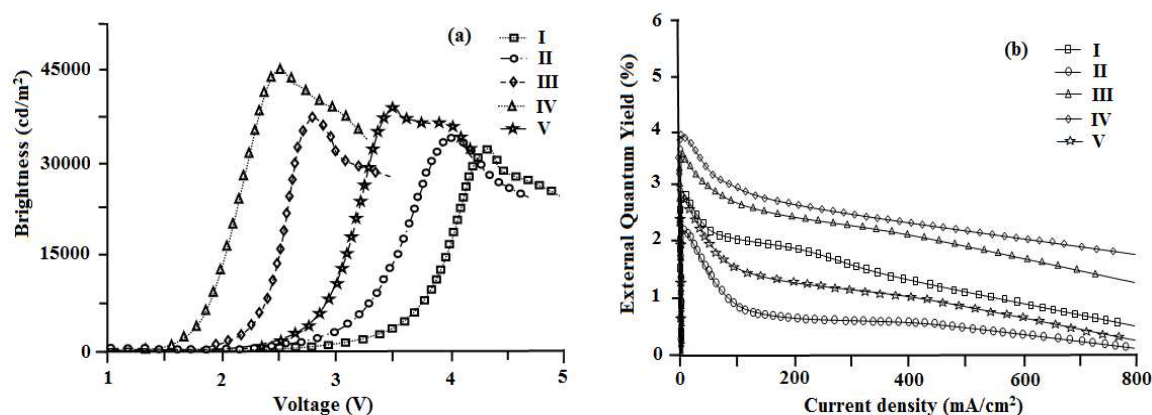 (a)
I
II
III
IV
V
45000
30000
15000
0
1 2 3 4 5
Brightness (cd/m²)
Voltage (V)
(b)
I
II
III
IV
V
6
5
4
3
2
1
0
0 200 400 600 800
External Quantum Yield (%)
Current density (mA/cm²)